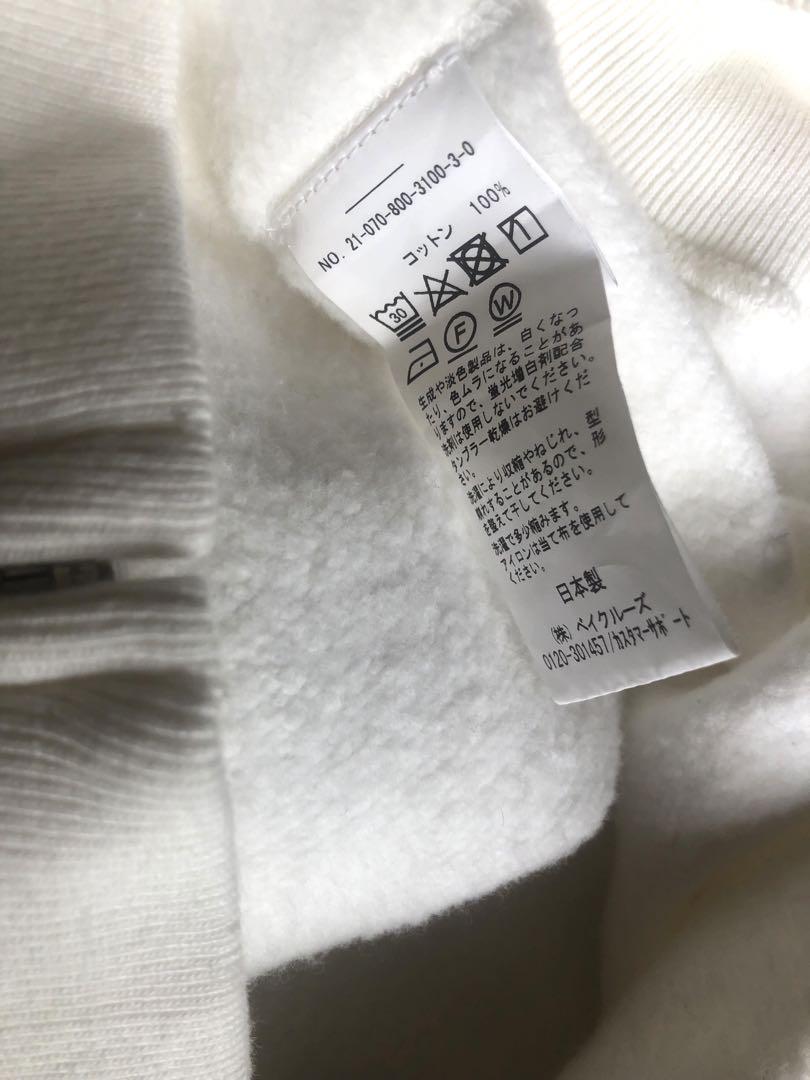 NO. 21-070-800-3100-3-0
コットン 100%
30
F W
生成や淡色製品は、白くなっ
たり、色ムラになることがあ
りますので、蛍光増白剤配合
洗剤は使用しないでください。
タンブラー乾燥はお避けくだ
さい。
洗濯により収縮やねじれ、型
崩れすることがあるので、形
を整えて干してください。
洗濯で多少縮みます。
アイロンは当て布を使用して
ください。
日本製
(株) ベイクルーズ
0120-301457/カスタマーサポート